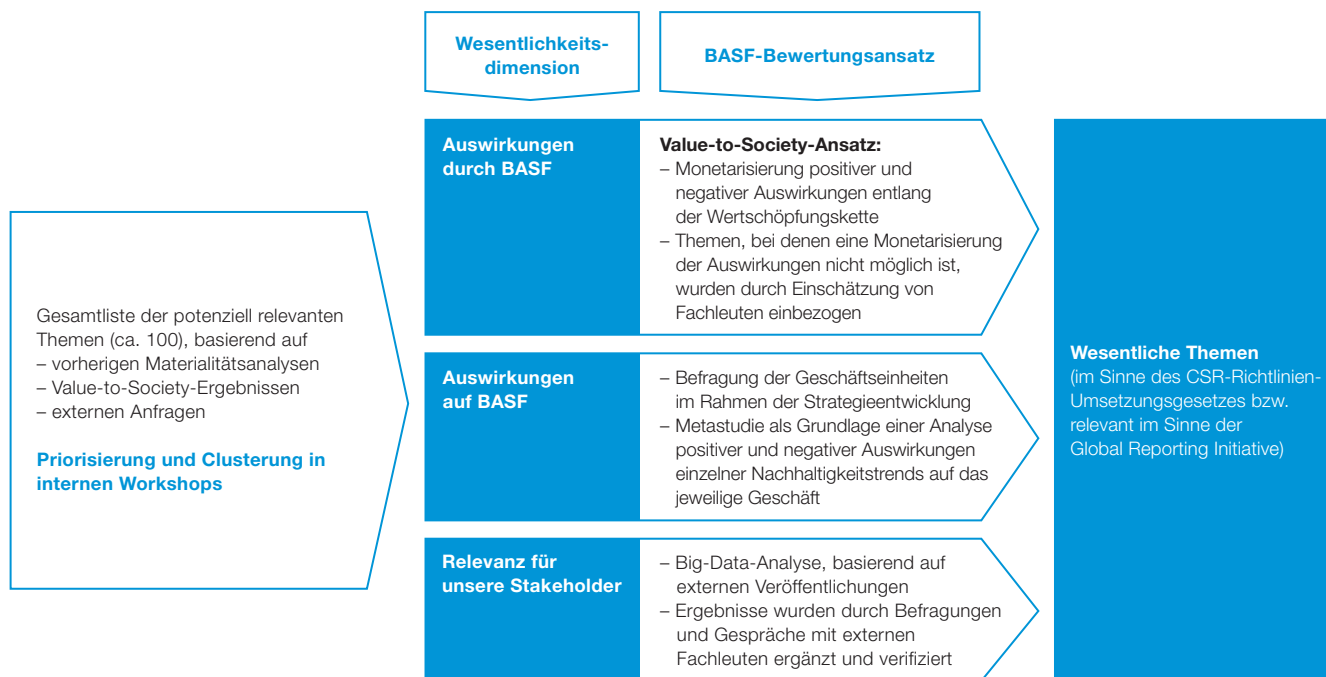 Wesentlichkeits-
dimension
BASF-Bewertungsansatz
Gesamtliste der potenziell relevanten
Themen (ca. 100), basierend auf
– vorherigen Materialitätsanalysen
– Value-to-Society-Ergebnissen
– externen Anfragen
Priorisierung und Clusterung in
internen Workshops
Auswirkungen
durch BASF
Value-to-Society-Ansatz:
– Monetarisierung positiver und
negativer Auswirkungen entlang
der Wertschöpfungskette
– Themen, bei denen eine Monetarisierung
der Auswirkungen nicht möglich ist,
wurden durch Einschätzung von
Fachleuten einbezogen
Auswirkungen
auf BASF
– Befragung der Geschäftseinheiten
im Rahmen der Strategieentwicklung
– Metastudie als Grundlage einer Analyse
positiver und negativer Auswirkungen
einzelner Nachhaltigkeitstrends auf das
jeweilige Geschäft
Relevanz für
unsere Stakeholder
– Big-Data-Analyse, basierend auf
externen Veröffentlichungen
– Ergebnisse wurden durch Befragungen
und Gespräche mit externen
Fachleuten ergänzt und verifiziert
Wesentliche Themen
(im Sinne des CSR-Richtlinien-
Umsetzungsgesetzes bzw.
relevant im Sinne der
Global Reporting Initiative)